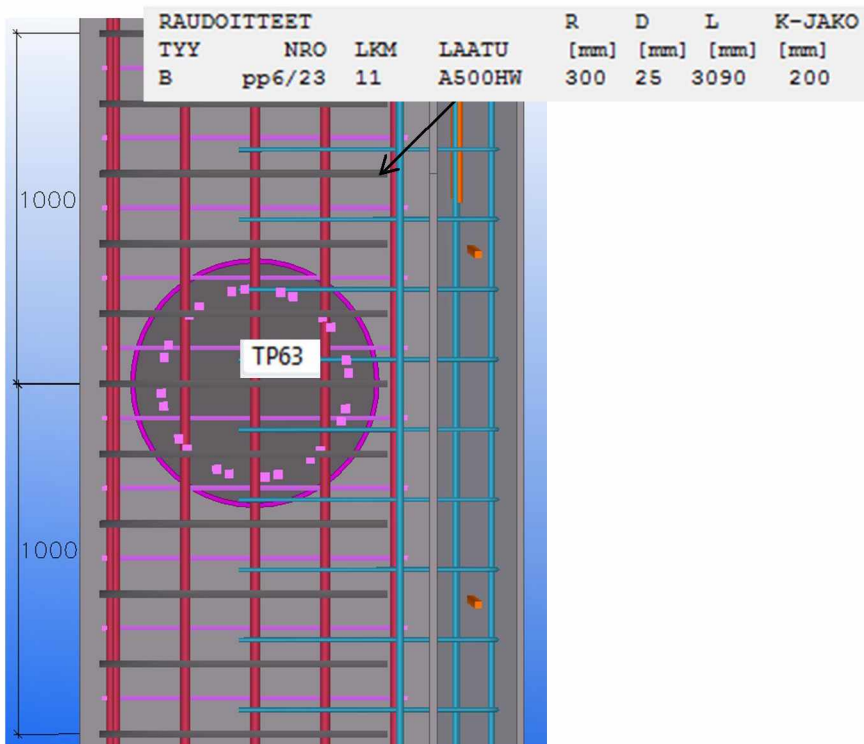 RAUDOITTEET R D L K-JAKO
TYY NRO LKM LAATU [mm] [mm] [mm] [mm]
B pp6/23 11 A500HW 300 25 3090 200
1000
TP63
1000